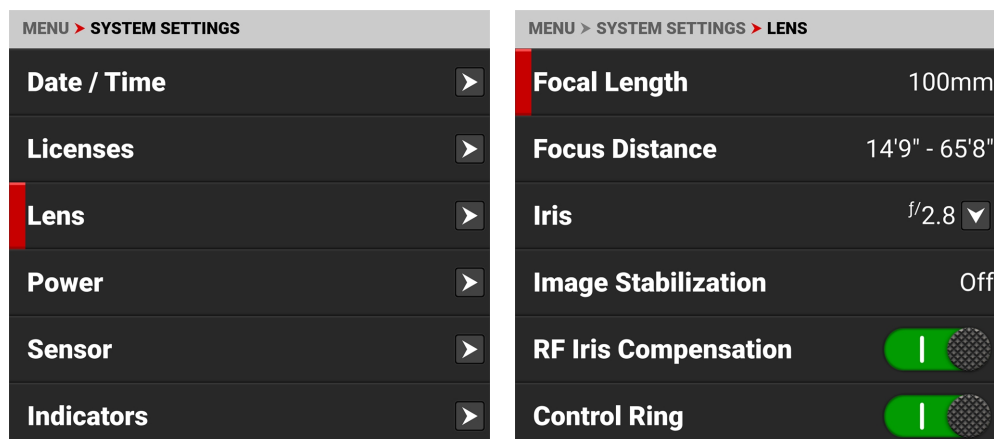 MENU ➤ SYSTEM SETTINGS
Date / Time
Licenses
Lens
Power
Sensor
Indicators
MENU ➤ SYSTEM SETTINGS ➤ LENS
Focal Length 100mm
Focus Distance 14'9" - 65'8"
Iris ƒ/2.8
Image Stabilization Off
RF Iris Compensation
Control Ring